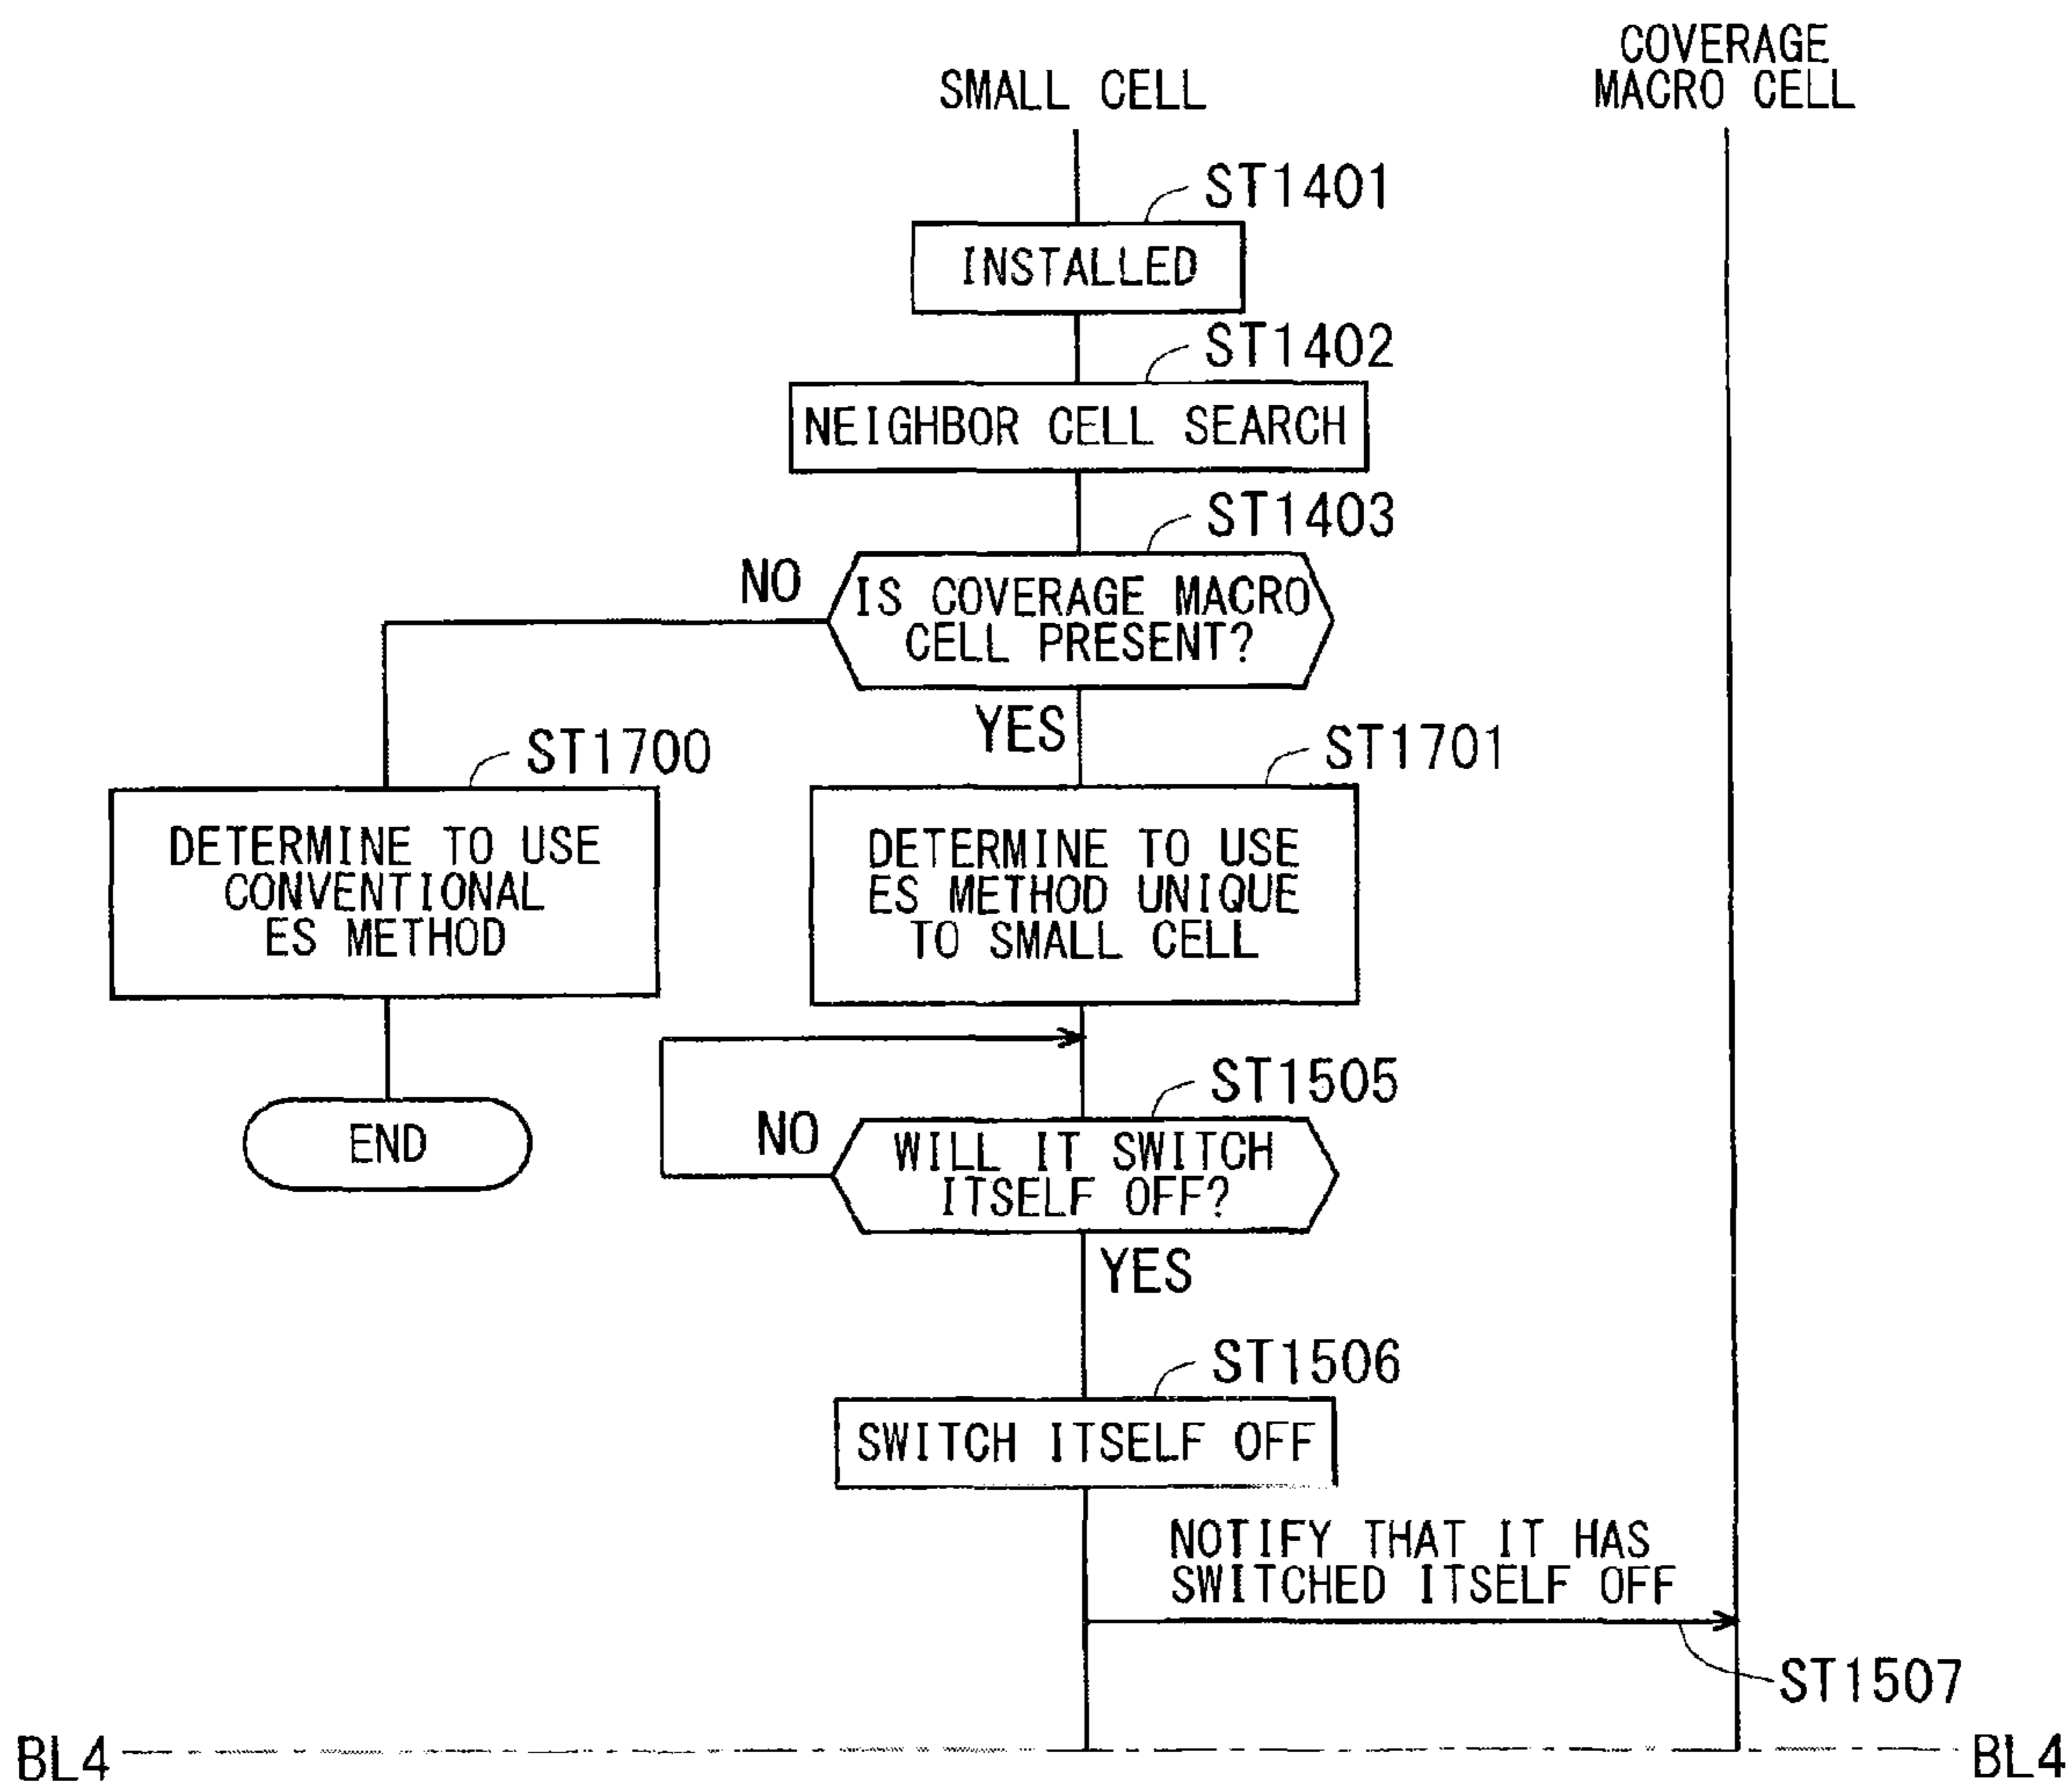 COVERAGE
MACRO CELL
SMALL CELL
ST1401
INSTALLED
ST1402
NEIGHBOR CELL SEARCH
ST1403
NO
IS COVERAGE MACRO
CELL PRESENT?
YES
ST1700
ST1701
DETERMINE TO USE
CONVENTIONAL
ES METHOD
DETERMINE TO USE
ES METHOD UNIQUE
TO SMALL CELL
END
ST1505
NO
WILL IT SWITCH
ITSELF OFF?
YES
ST1506
SWITCH ITSELF OFF
NOTIFY THAT IT HAS
SWITCHED ITSELF OFF
ST1507
BL4
BL4